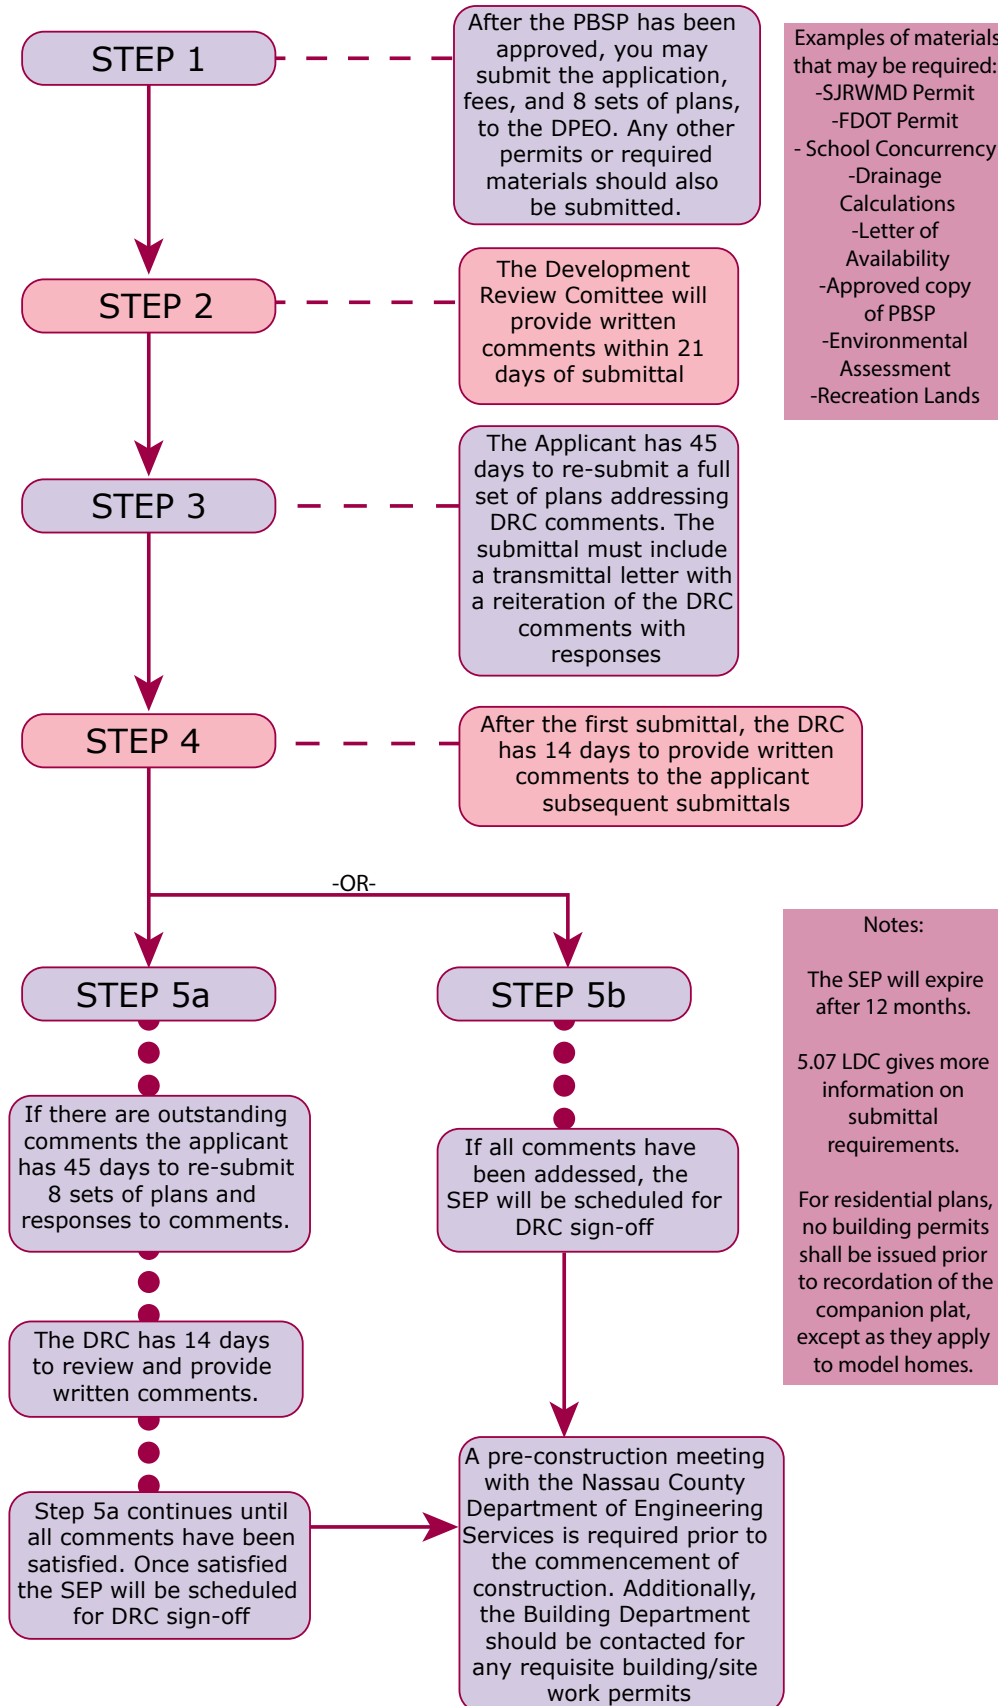 STEP 1
After the PBSP has been
approved, you may
submit the application,
fees, and 8 sets of plans,
to the DPEO. Any other
permits or required
materials should also
be submitted.
Examples of materials
that may be required:
-SJRWMD Permit
-FDOT Permit
- School Concurrency
-Drainage
Calculations
-Letter of
Availability
-Approved copy
of PBSP
-Environmental
Assessment
-Recreation Lands
STEP 2
The Development
Review Comittee will
provide written
comments within 21
days of submittal
STEP 3
The Applicant has 45
days to re-submit a full
set of plans addressing
DRC comments. The
submittal must include
a transmittal letter with
a reiteration of the DRC
comments with
responses
STEP 4
After the first submittal, the DRC
has 14 days to provide written
comments to the applicant
subsequent submittals
-OR-
STEP 5a
If there are outstanding
comments the applicant
has 45 days to re-submit
8 sets of plans and
responses to comments.
The DRC has 14 days
to review and provide
written comments.
Step 5a continues until
all comments have been
satisfied. Once satisfied
the SEP will be scheduled
for DRC sign-off
STEP 5b
If all comments have
been addressed, the
SEP will be scheduled for
DRC sign-off
A pre-construction meeting
with the Nassau County
Department of Engineering
Services is required prior to
the commencement of
construction. Additionally,
the Building Department
should be contacted for
any requisite building/site
work permits
Notes:
The SEP will expire
after 12 months.
5.07 LDC gives more
information on
submittal
requirements.
For residential plans,
no building permits
shall be issued prior
to recordation of the
companion plat,
except as they apply
to model homes.